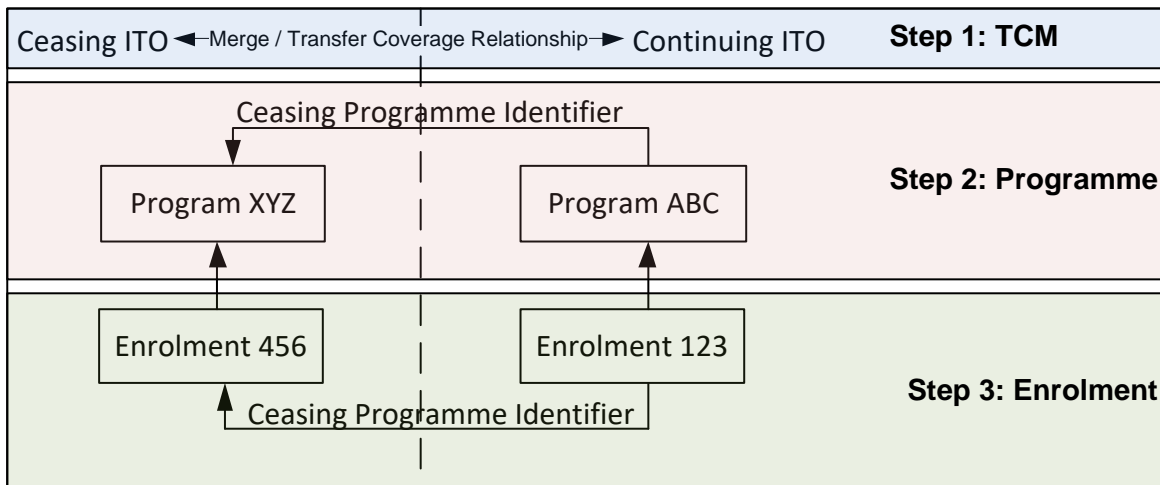 Ceasing ITO
Merge / Transfer Coverage Relationship
Continuing ITO
Step 1: TCM
Ceasing Programme Identifier
Program XYZ
Program ABC
Step 2: Programme
Enrolment 456
Enrolment 123
Step 3: Enrolment
Ceasing Programme Identifier